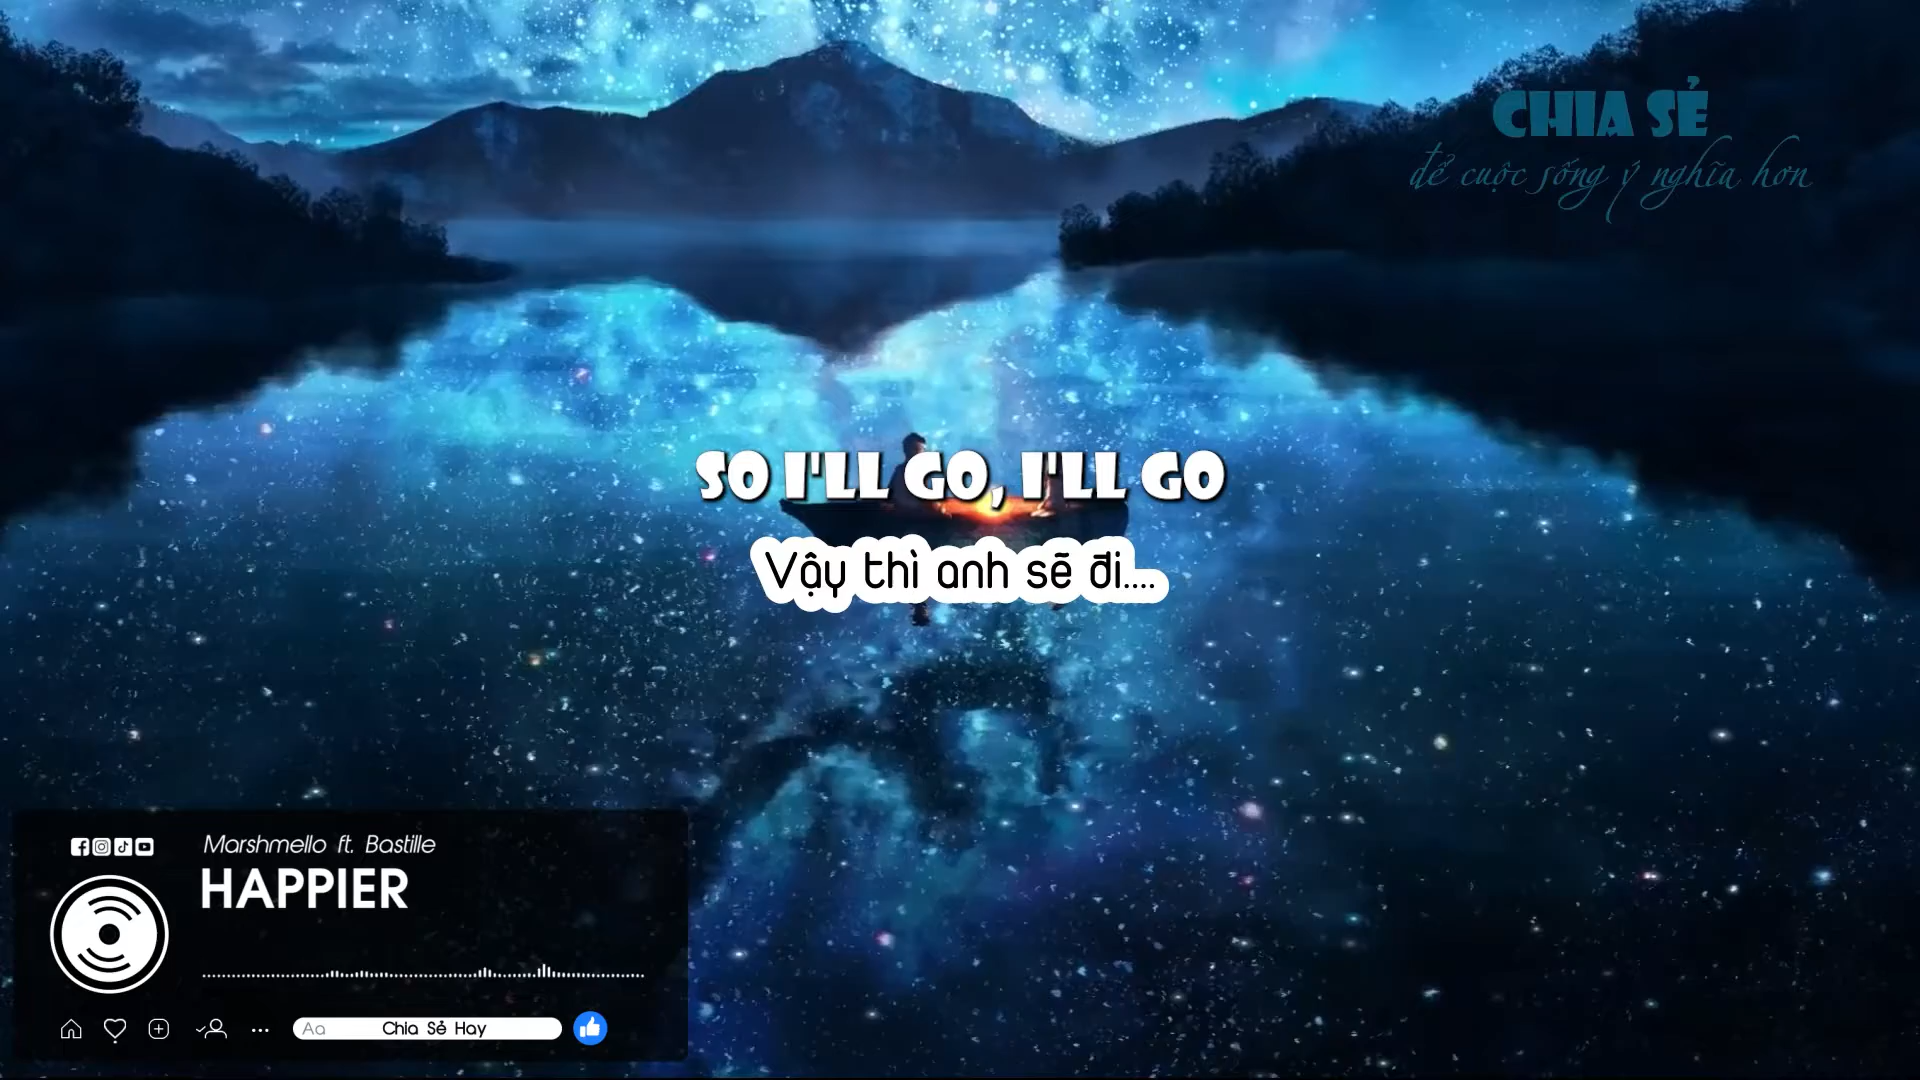 CHIA SẺ
để cuộc sống ý nghĩa hơn
SO I'LL GO, I'LL GO
Vậy thì anh sẽ đi....
Marshmello ft. Bastille
HAPPIER
Aa Chia Sẻ Hay